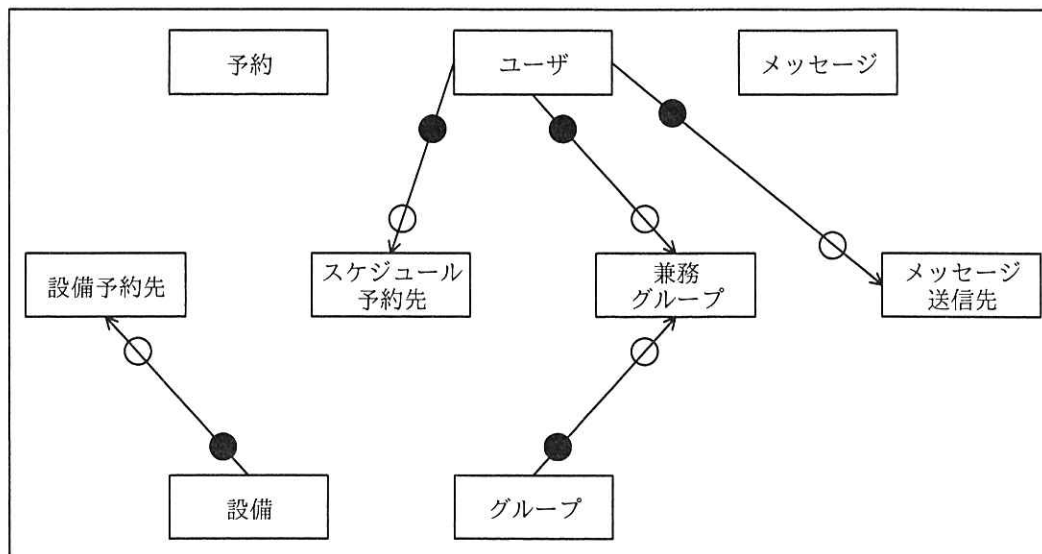 予約
ユーザ
メッセージ
設備予約先
スケジュール
予約先
兼務
グループ
メッセージ
送信先
設備
グループ